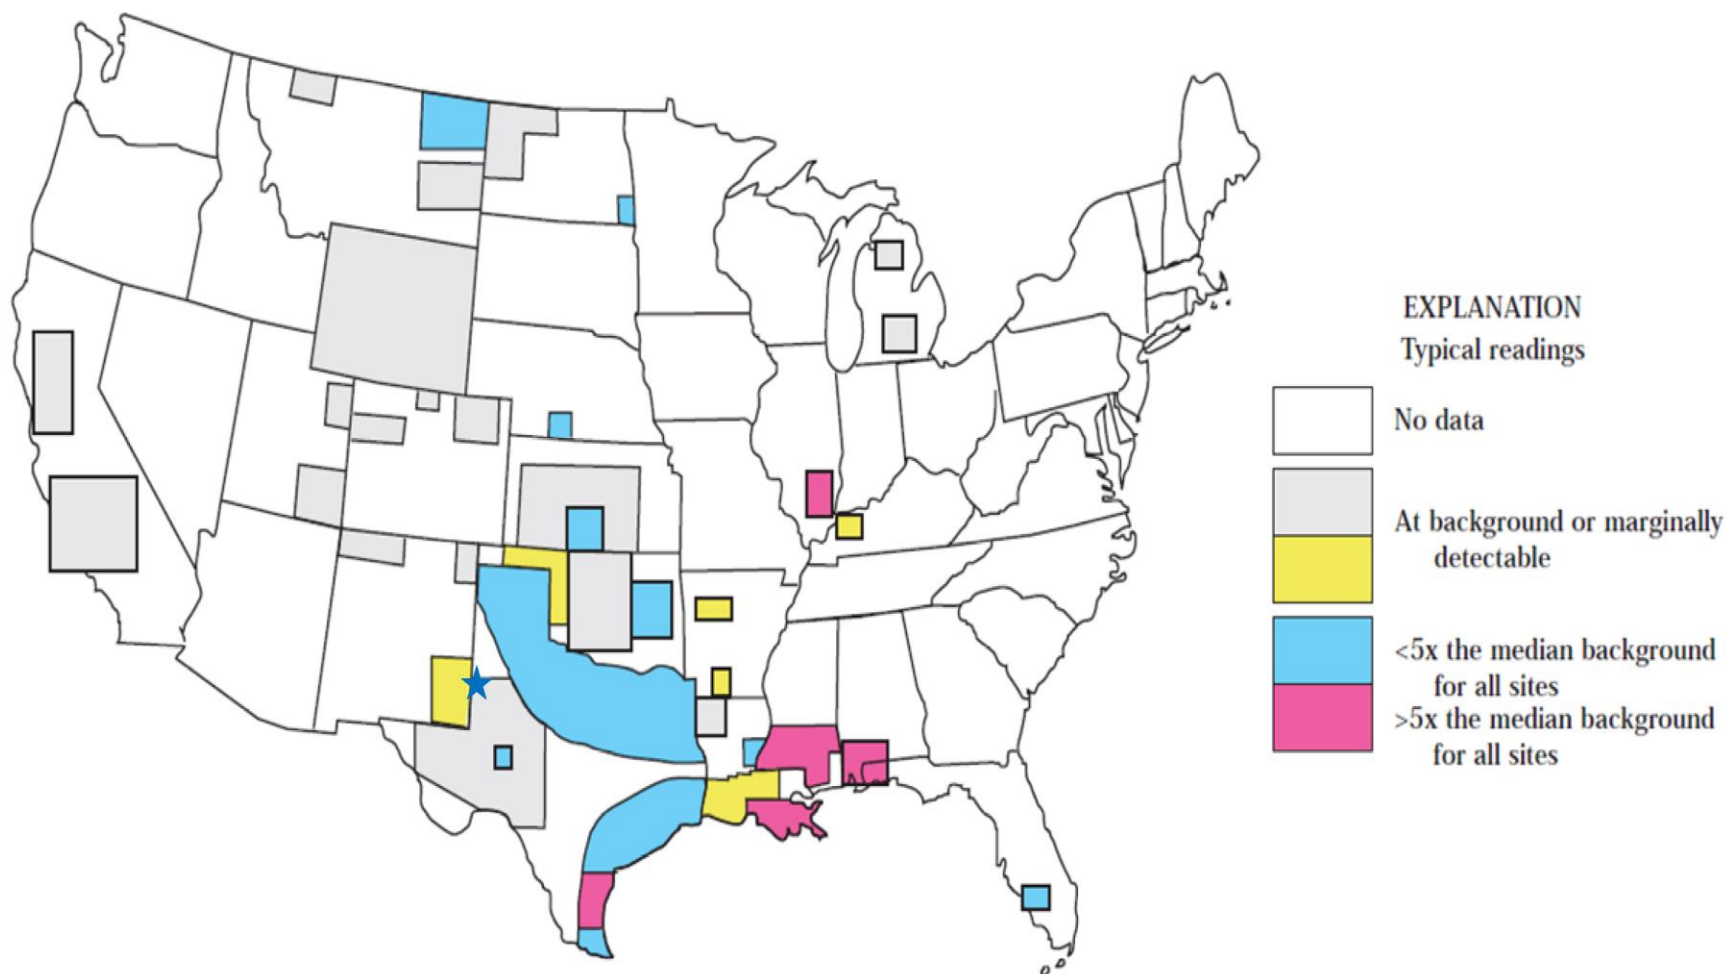 EXPLANATION
Typical readings
No data
At background or marginally
detectable
<5x the median background
for all sites
>5x the median background
for all sites